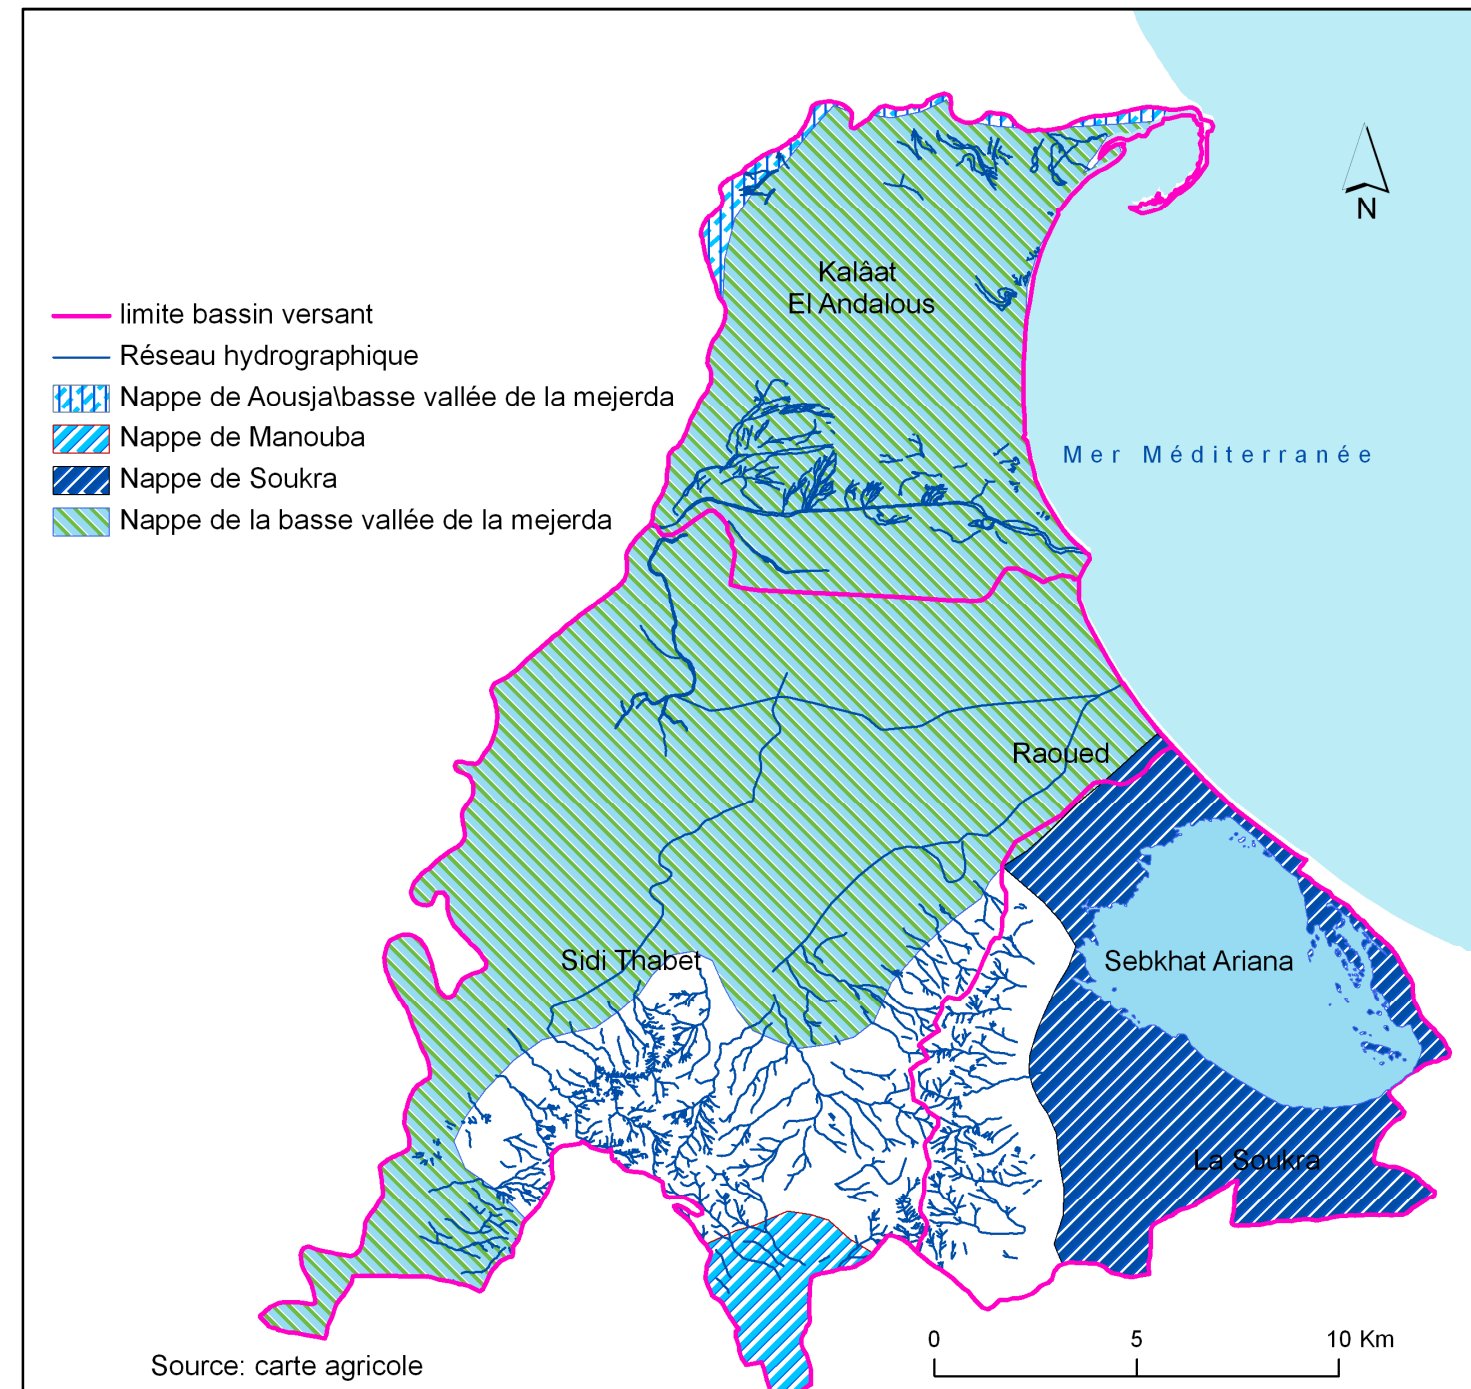 N
Kalâat
El Andalous
limite bassin versant
Réseau hydrographique
Nappe de Aousja\basse vallée de la mejerda
Nappe de Manouba
Nappe de Soukra
Nappe de la basse vallée de la mejerda
Mer Méditerranée
Raoued
Sidi Thabet
Sebkhat Ariana
La Soukra
0 5 10 Km
Source: carte agricole